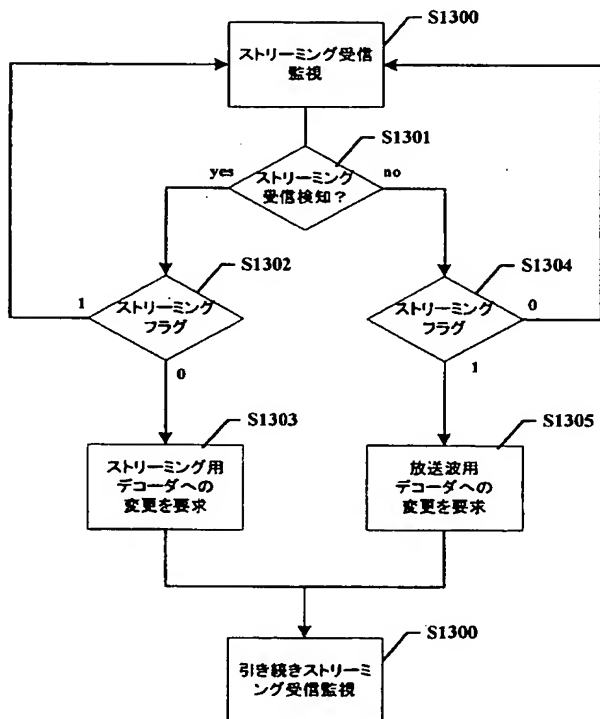 S1300
ストリーミング受信
監視
S1301
yes
ストリーミング
受信検知？
no
S1302
S1304
1
ストリーミング
フラグ
ストリーミング
フラグ
0
0
1
S1303
S1305
ストリーミング用
デコーダへの
変更を要求
放送波用
デコーダへの
変更を要求
S1300
引き続きストリーミ
ング受信監視